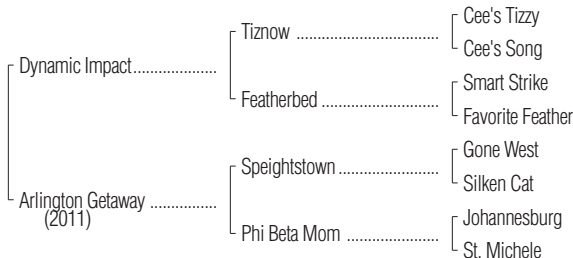 Cee's Tizzy
Tiznow
Cee's Song
Dynamic Impact
Smart Strike
Featherbed
Favorite Feather
Gone West
Speightstown
Silken Cat
Arlington Getaway
(2011)
Johannesburg
Phi Beta Mom
St. Michele